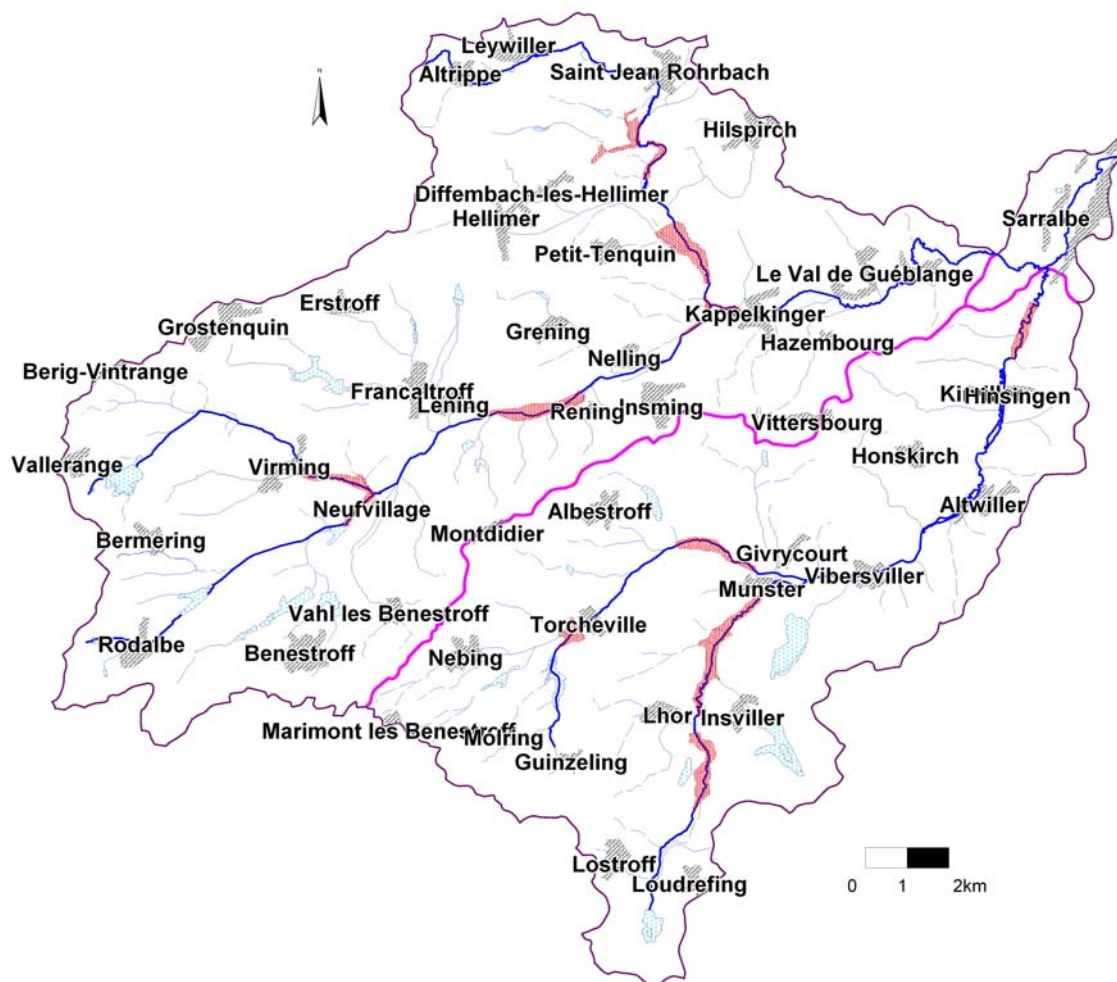 Leywiller
Altrippe
Saint Jean Rohrbach
N
Hilspirch
Diffembach-les-Hellimer
Hellimer
Sarralbe
Petit-Tenquin
Le Val de Guéblange
Erstroff
Grostenquin
Kappelkinger
Grening
Hazembourg
Nelling
Berig-Vintrange
Francaltroff
Hinsingen
Lening
Rening
Insming
Vittersbourg
Vallerange
Virming
Honskirch
Neufvillage
Albestroff
Altwiller
Montdidier
Bermering
Givrycourt
Vibersviller
Munster
Vahl les Benestroff
Torcheville
Rodalbe
Benestroff
Nebing
Lhor
Insviller
Marimont les Benestroff
Molring
Guinzeling
Lostroff
Loudrefing
0 1 2km